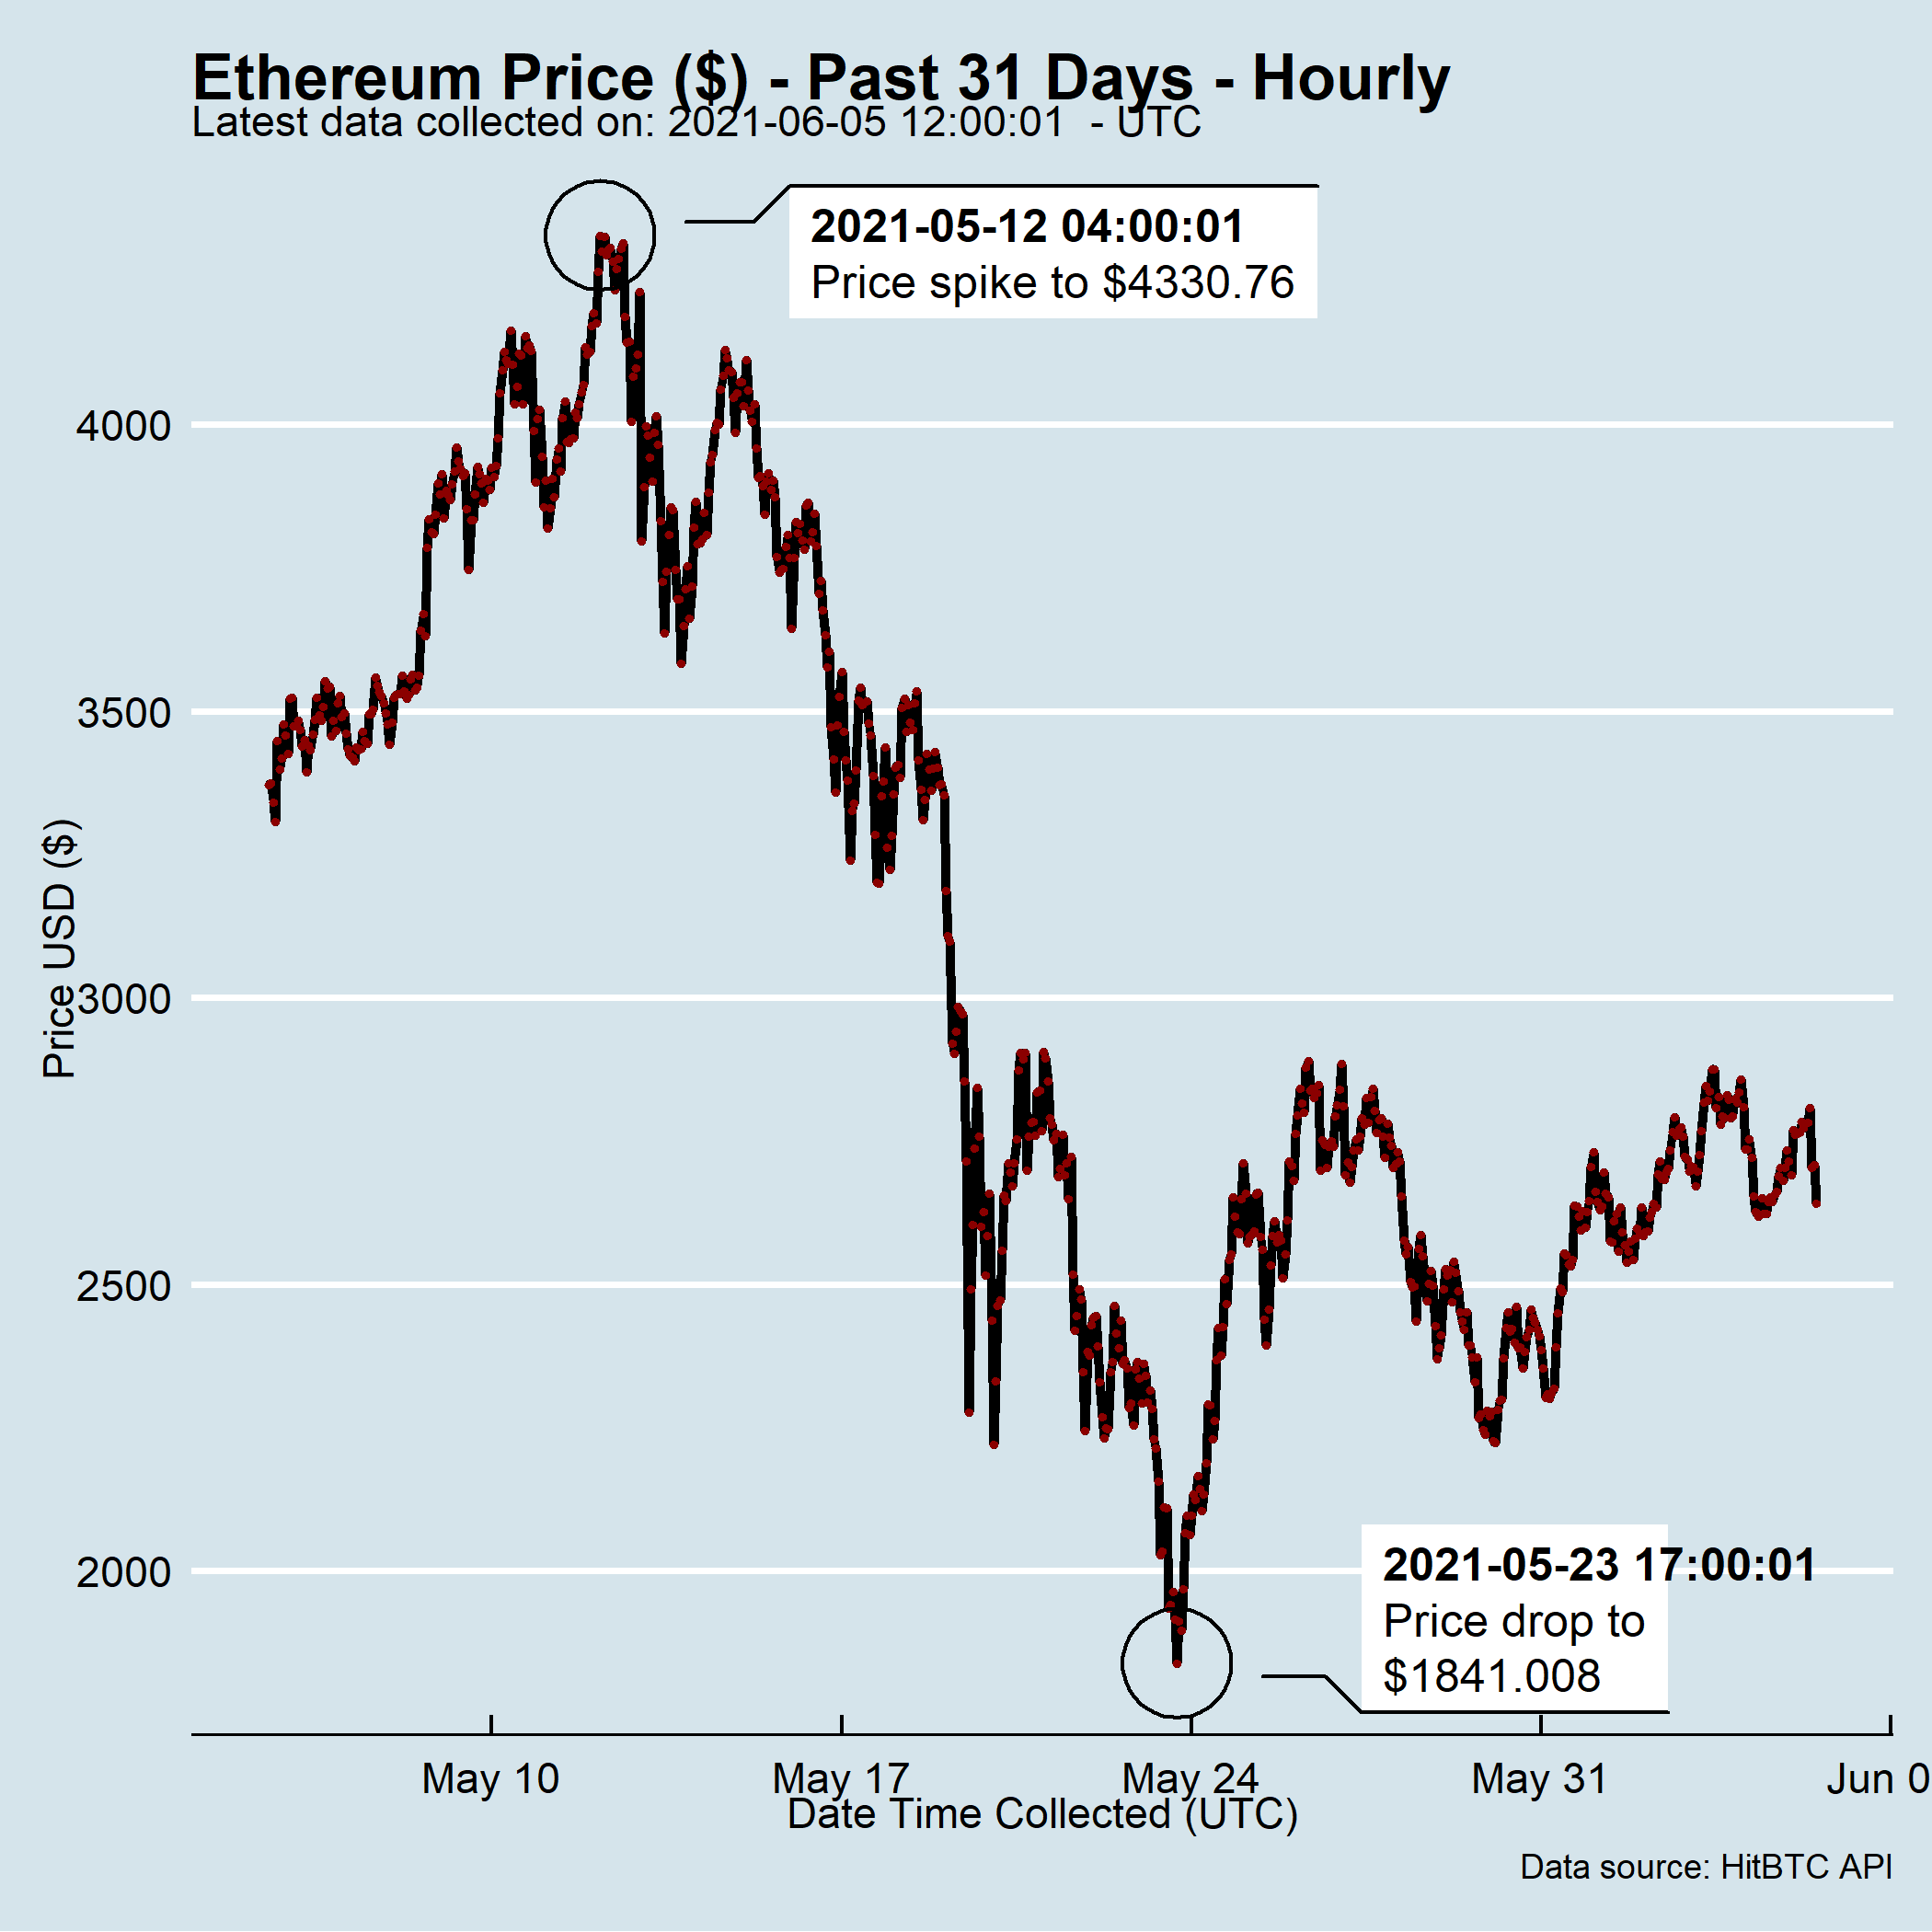 Ethereum Price ($) - Past 31 Days - Hourly
Latest data collected on: 2021-06-05 12:00:01  - UTC
2021-05-12 04:00:01
Price spike to $4330.76
4000
3500
3000
2500
2000
Price USD ($)
2021-05-23 17:00:01
Price drop to
$1841.008
May 10
May 17
May 24
May 31
Jun 0
Date Time Collected (UTC)
Data source: HitBTC API